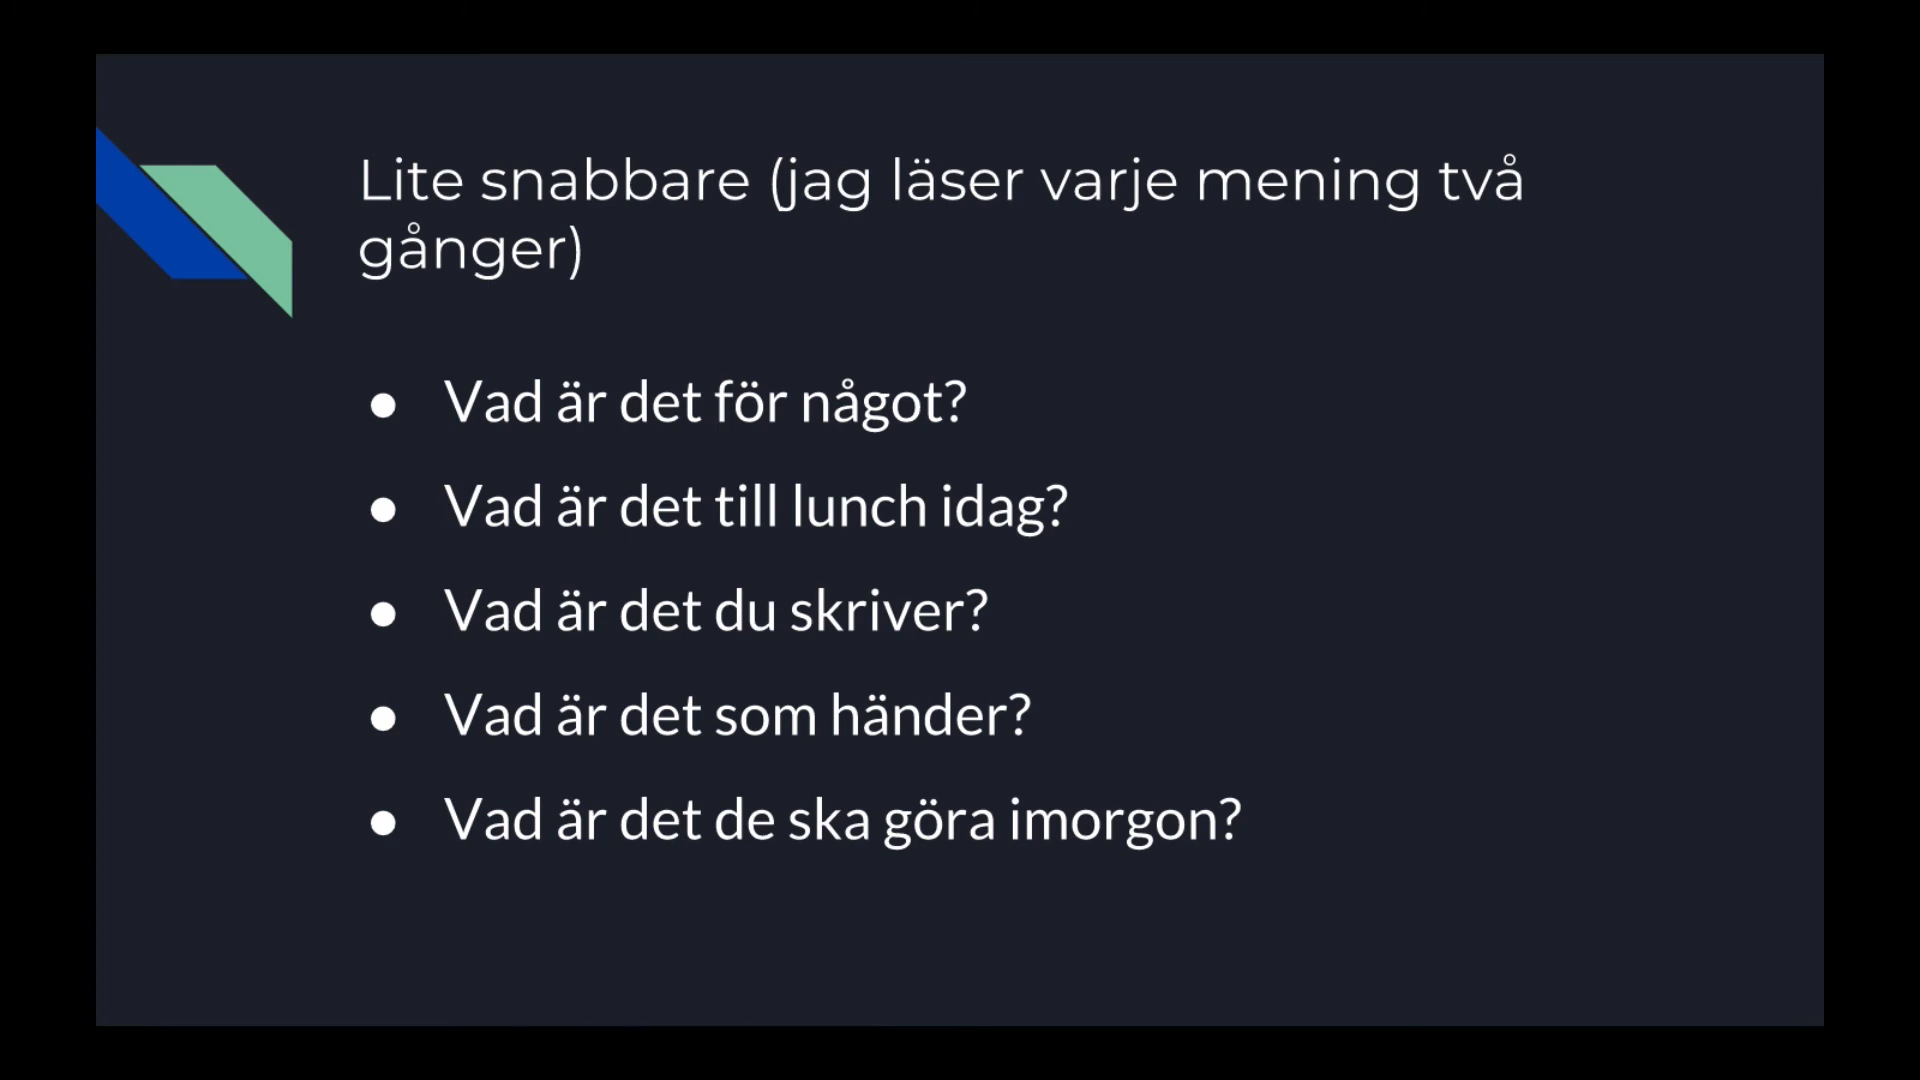 Lite snabbare (jag läser varje mening två
gånger)
● Vad är det för något?
● Vad är det till lunch idag?
● Vad är det du skriver?
● Vad är det som händer?
● Vad är det de ska göra imorgon?